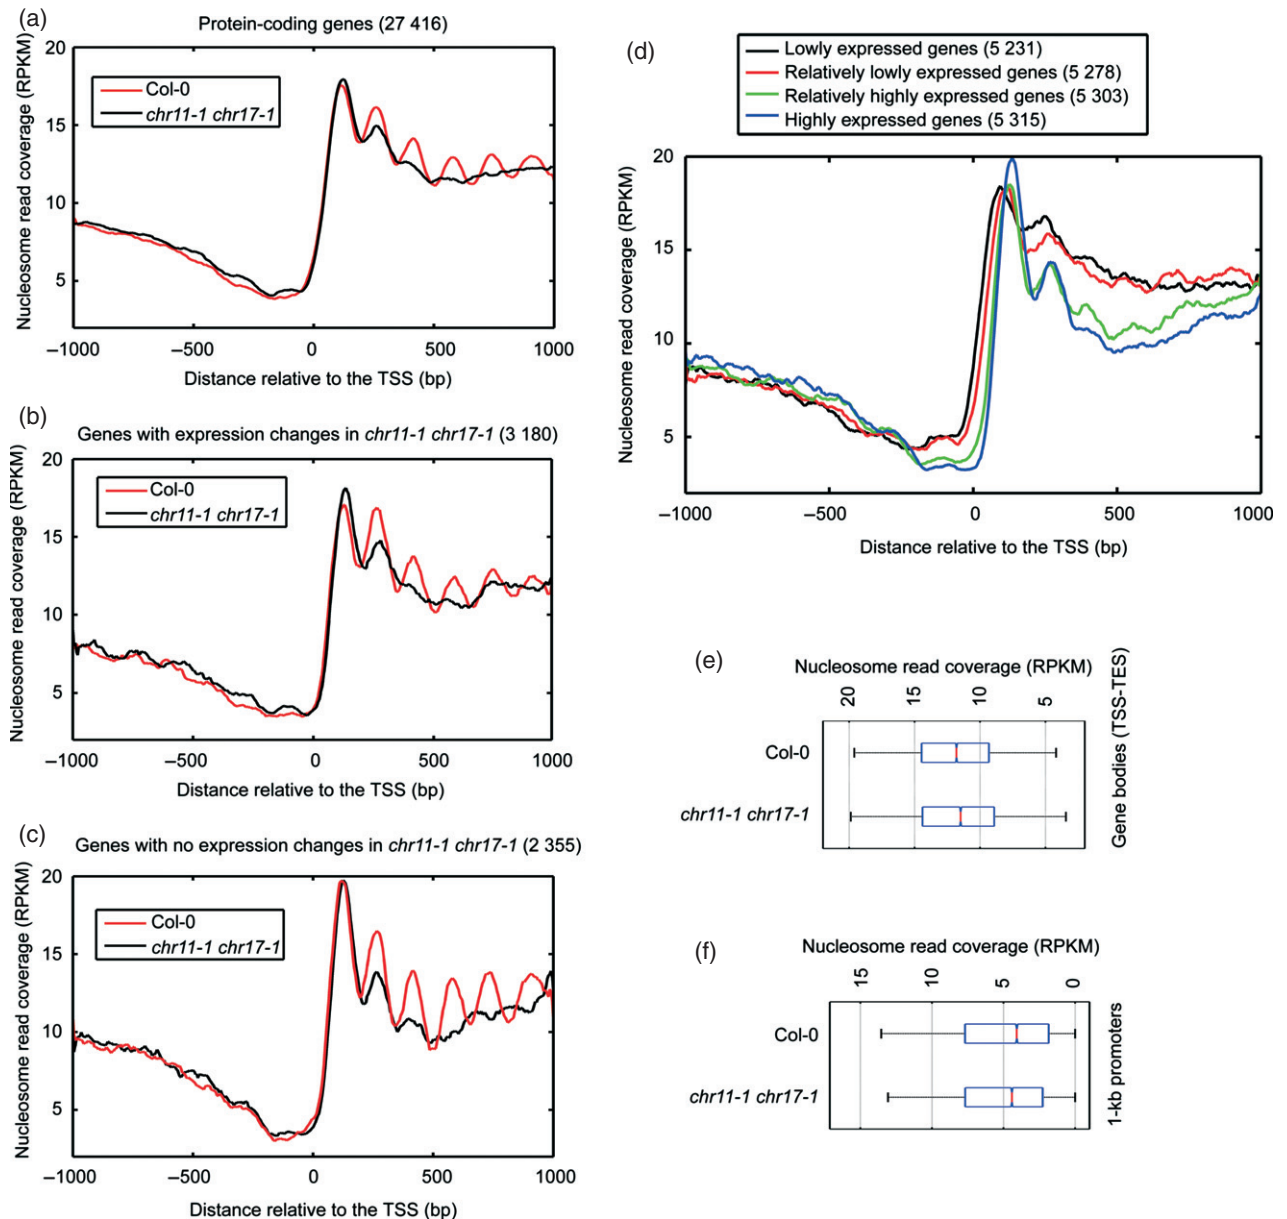 (a)
Protein-coding genes (27 416)
Nucleosome read coverage (RPKM)
20
15
10
5
Col-0
chr11-1 chr17-1
–1000
–500
0
500
1000
Distance relative to the TSS (bp)
(b)
Genes with expression changes in chr11-1 chr17-1 (3 180)
Nucleosome read coverage (RPKM)
20
15
10
5
Col-0
chr11-1 chr17-1
–1000
–500
0
500
1000
Distance relative to the TSS (bp)
(c)
Genes with no expression changes in chr11-1 chr17-1 (2 355)
Nucleosome read coverage (RPKM)
20
15
10
5
Col-0
chr11-1 chr17-1
–1000
–500
0
500
1000
Distance relative to the TSS (bp)
(d)
Lowly expressed genes (5 231)
Relatively lowly expressed genes (5 278)
Relatively highly expressed genes (5 303)
Highly expressed genes (5 315)
Nucleosome read coverage (RPKM)
20
15
10
5
–1000
–500
0
500
1000
Distance relative to the TSS (bp)
(e)
Nucleosome read coverage (RPKM)
20
14
9
4
Col-0
chr11-1 chr17-1
Gene bodies (TSS-TES)
(f)
Nucleosome read coverage (RPKM)
15
10
5
0
Col-0
chr11-1 chr17-1
1-kb promoters